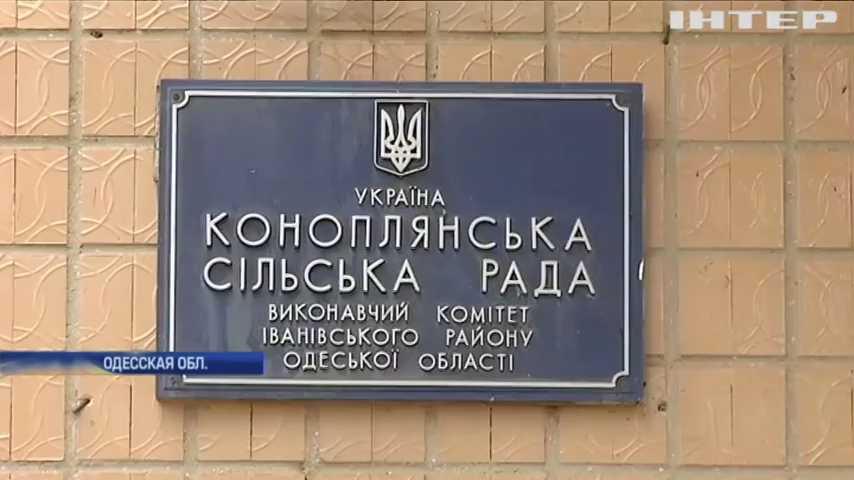 ІНТЕР
УКРАЇНА
КОНОПЛЯНСЬКА
СІЛЬСЬКА РАДА
ВИКОНАВЧИЙ КОМІТЕТ
ІВАНІВСЬКОГО РАЙОНУ
ОДЕСЬКОЇ ОБЛАСТІ
ОДЕССКАЯ ОБЛ.